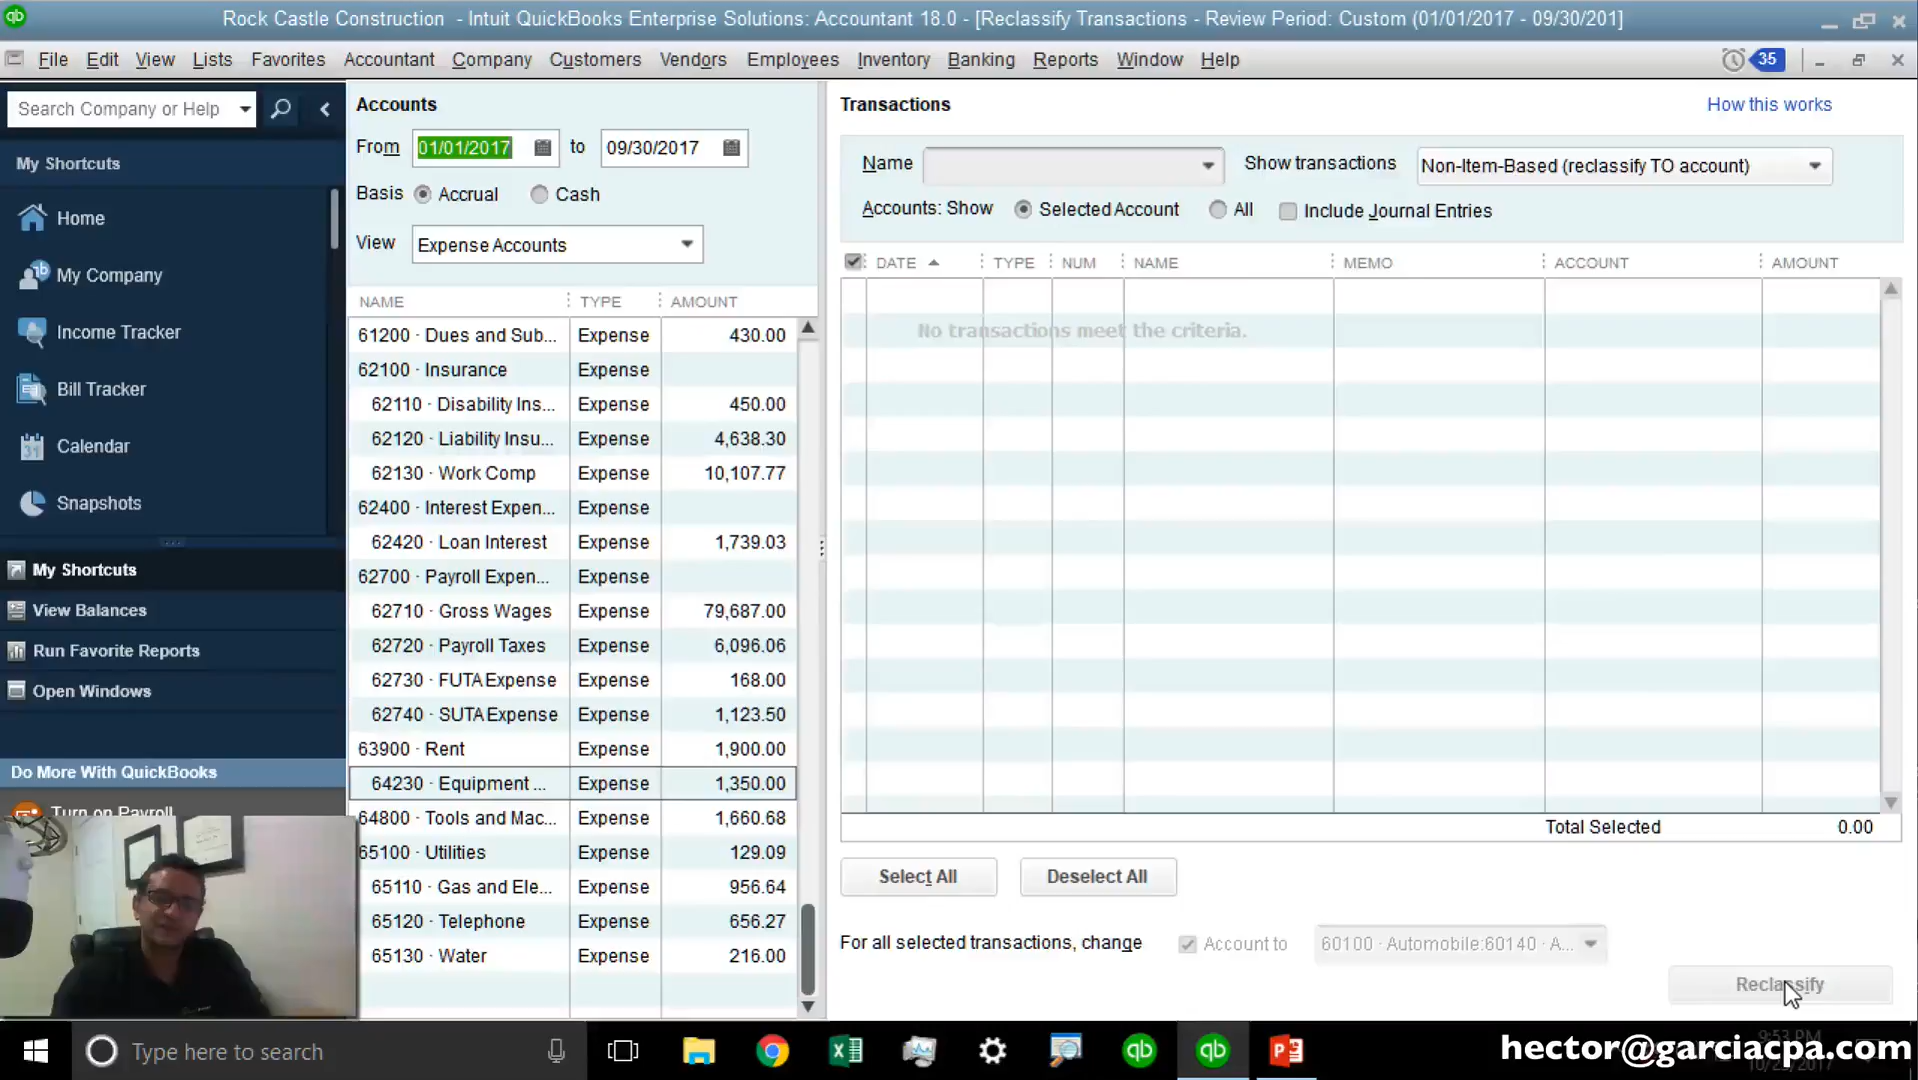 Rock Castle Construction - Intuit QuickBooks Enterprise Solutions: Accountant 18.0 - [Reclassify Transactions - Review Period: Custom (01/01/2017 - 09/30/201]
File Edit View Lists Favorites Accountant Company Customers Vendors Employees Inventory Banking Reports Window Help
35
Search Company or Help
My Shortcuts
Home
My Company
Income Tracker
Bill Tracker
Calendar
Snapshots
My Shortcuts
View Balances
Run Favorite Reports
Open Windows
Do More With QuickBooks
Turn on Payroll
Accounts
From 01/01/2017 to 09/30/2017
Basis Accrual Cash
View Expense Accounts
NAME TYPE AMOUNT
61200 · Dues and Sub... Expense 430.00
62100 · Insurance Expense
62110 · Disability Ins... Expense 450.00
62120 · Liability Insu... Expense 4,638.30
62130 · Work Comp Expense 10,107.77
62400 · Interest Expen... Expense
62420 · Loan Interest Expense 1,739.03
62700 · Payroll Expen... Expense
62710 · Gross Wages Expense 79,687.00
62720 · Payroll Taxes Expense 6,096.06
62730 · FUTA Expense Expense 168.00
62740 · SUTA Expense Expense 1,123.50
63900 · Rent Expense 1,900.00
64230 · Equipment ... Expense 1,350.00
64800 · Tools and Mac... Expense 1,660.68
65100 · Utilities Expense 129.09
65110 · Gas and Ele... Expense 956.64
65120 · Telephone Expense 656.27
65130 · Water Expense 216.00
Transactions
How this works
Name Show transactions Non-Item-Based (reclassify TO account)
Accounts: Show Selected Account All Include Journal Entries
DATE TYPE NUM NAME MEMO ACCOUNT AMOUNT
No transactions meet the criteria.
Total Selected 0.00
Select All Deselect All
For all selected transactions, change Account to 60100 · Automobile:60140 · A...
Reclassify
Type here to search
9:53 PM
hector@garciacpa.com